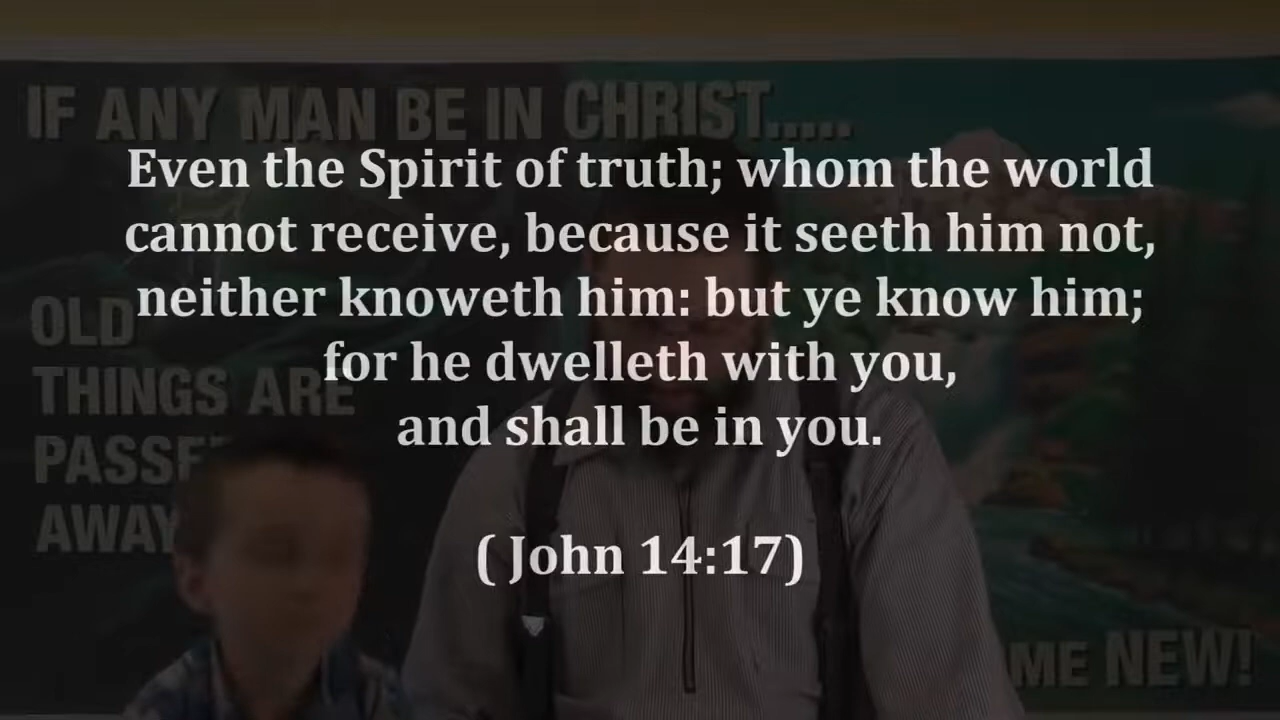 IF ANY MAN BE IN CHRIST.....
Even the Spirit of truth; whom the world
cannot receive, because it seeth him not,
neither knoweth him: but ye know him;
for he dwelleth with you,
and shall be in you.
( John 14:17)
OLD
THINGS ARE
PASSE
AWAY
ME NEW!